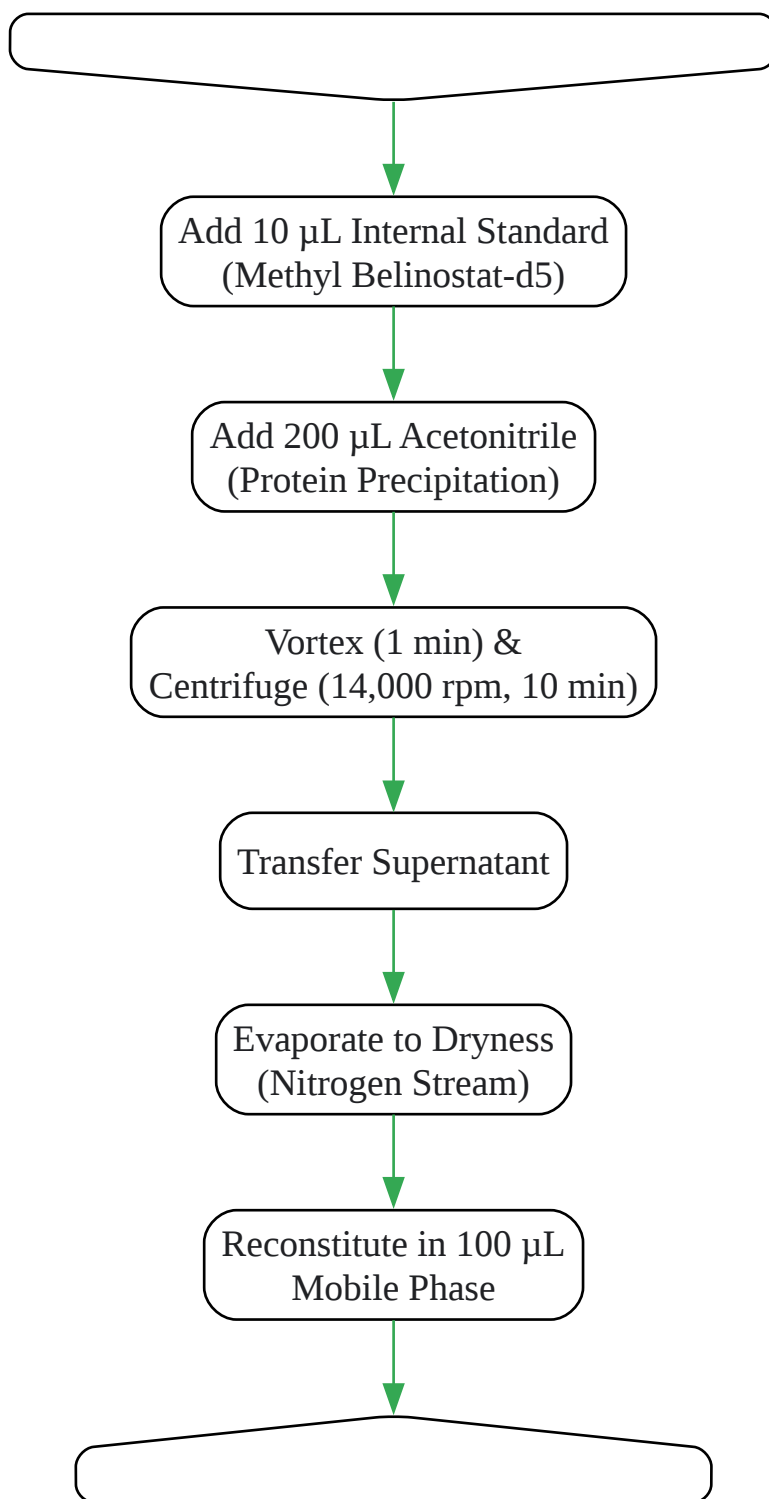 Add 10 µL Internal Standard
(Methyl Belinostat-d5)
Add 200 µL Acetonitrile
(Protein Precipitation)
Vortex (1 min) &
Centrifuge (14,000 rpm, 10 min)
Transfer Supernatant
Evaporate to Dryness
(Nitrogen Stream)
Reconstitute in 100 µL
Mobile Phase